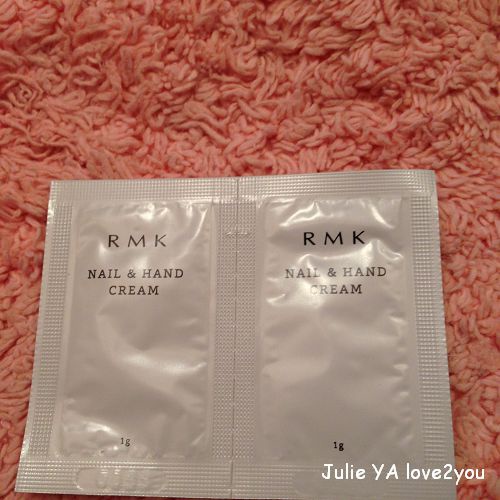 RMK
NAIL & HAND
CREAM
1g
RMK
NAIL & HAND
CREAM
1g
Julie YA love2you